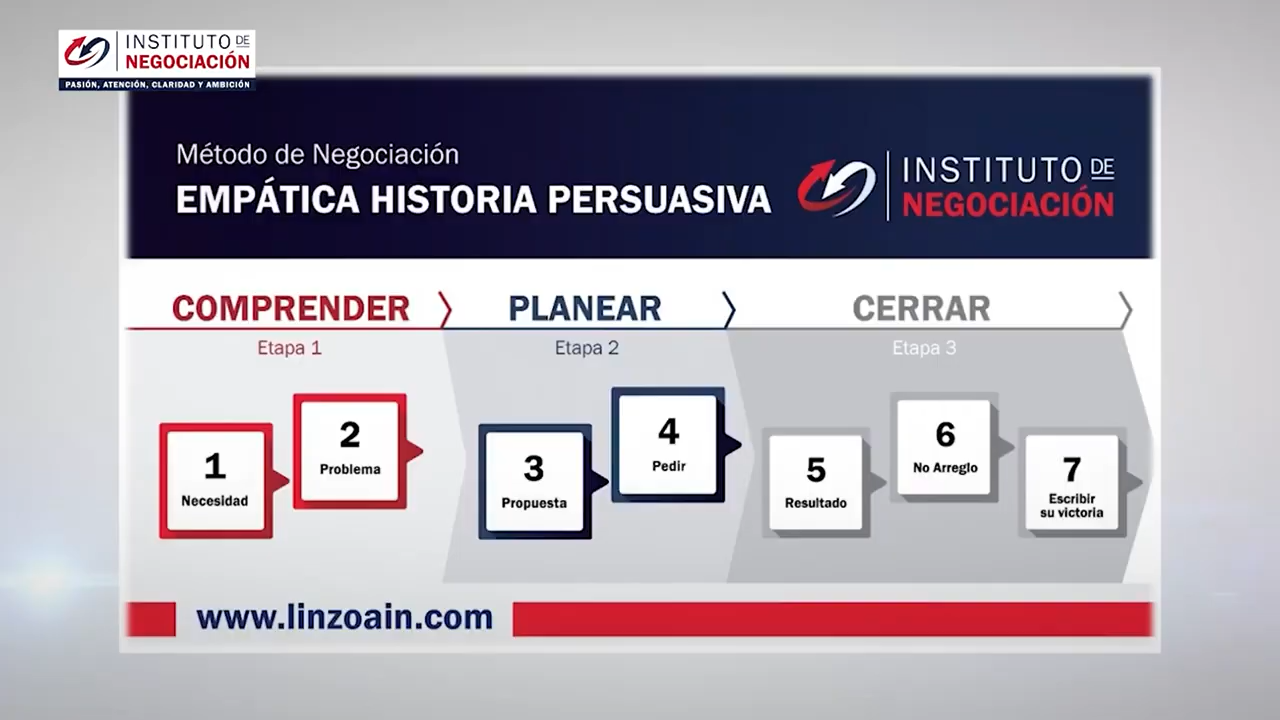 INSTITUTO DE
NEGOCIACIÓN
PASIÓN, ATENCIÓN, CLARIDAD Y AMBICIÓN
Método de Negociación
EMPÁTICA HISTORIA PERSUASIVA
INSTITUTO DE
NEGOCIACIÓN
COMPRENDER
Etapa 1
1
Necesidad
2
Problema
PLANEAR
Etapa 2
3
Propuesta
4
Pedir
CERRAR
Etapa 3
5
Resultado
6
No Arreglo
7
Escribir
su victoria
www.linzoain.com